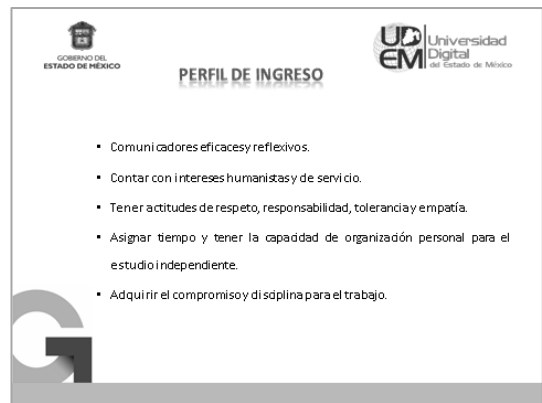 GOBIERNO DEL
ESTADO DE MÉXICO
UDEM Universidad
Digital
del Estado de México
PERFIL DE INGRESO
• Comunicadores eficaces y reflexivos.
• Contar con intereses humanistas y de servicio.
• Tener actitudes de respeto, responsabilidad, tolerancia y empatía.
• Asignar tiempo y tener la capacidad de organización personal para el
estudio independiente.
• Adquirir el compromiso y disciplina para el trabajo.